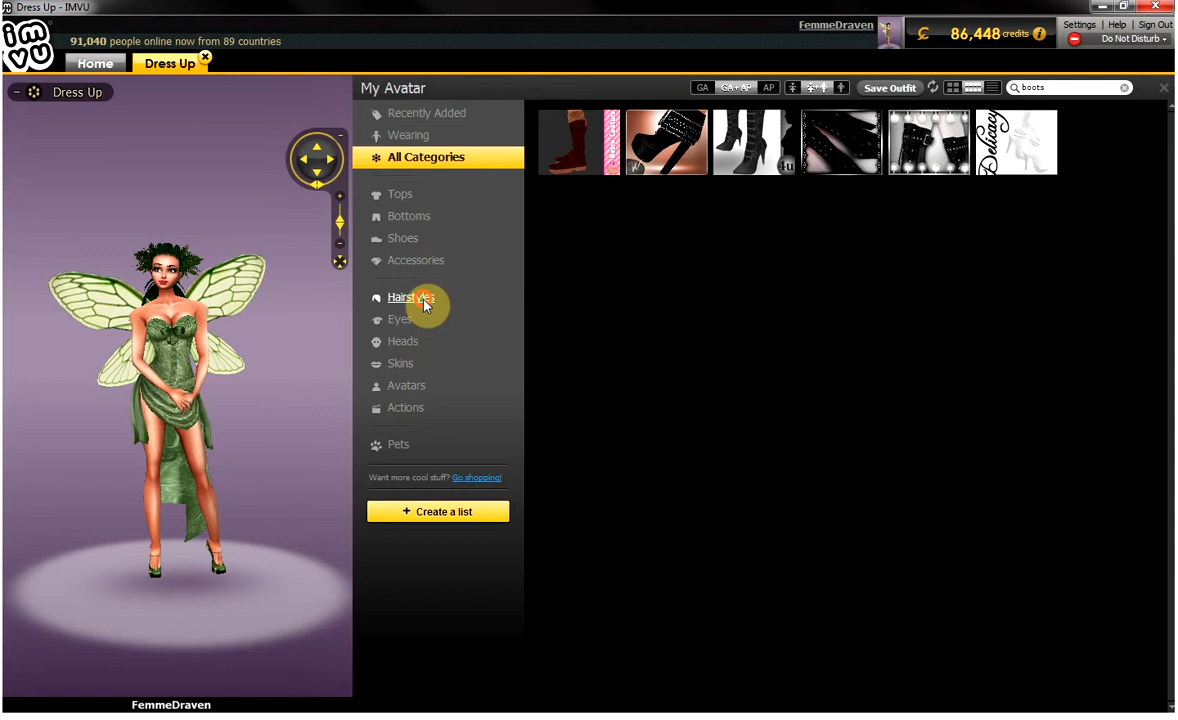 Dress Up - IMVU
imvu
91,040 people online now from 89 countries
FemmeDraven
86,448 credits
Settings | Help | Sign Out
Do Not Disturb
Home
Dress Up
Dress Up
My Avatar
GA GA+AP AP
Save Outfit
boots
Recently Added
Wearing
All Categories
Tops
Bottoms
Shoes
Accessories
Hairstyles
Eyes
Heads
Skins
Avatars
Actions
Pets
Want more cool stuff? Go shopping!
+ Create a list
4u
Delicacy
FemmeDraven